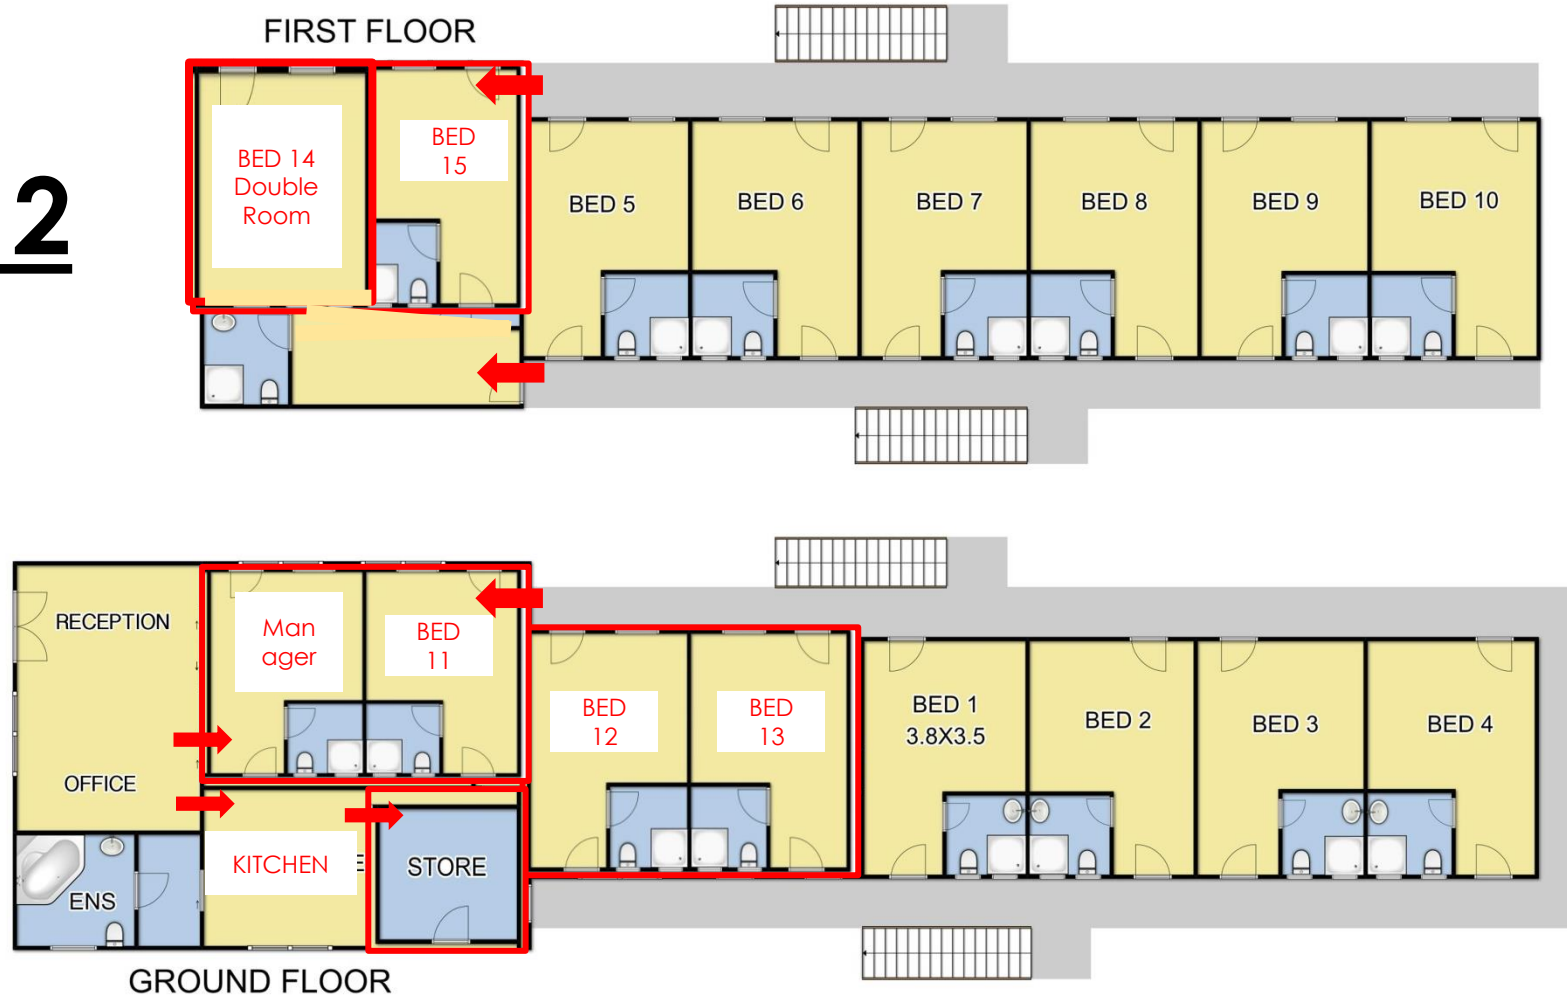 FIRST FLOOR
2
BED 14
Double
Room
BED
15
BED 5
BED 6
BED 7
BED 8
BED 9
BED 10
RECEPTION
OFFICE
ENS
Man
ager
BED
11
KITCHEN
E
STORE
BED
12
BED
13
BED 1
3.8X3.5
BED 2
BED 3
BED 4
GROUND FLOOR